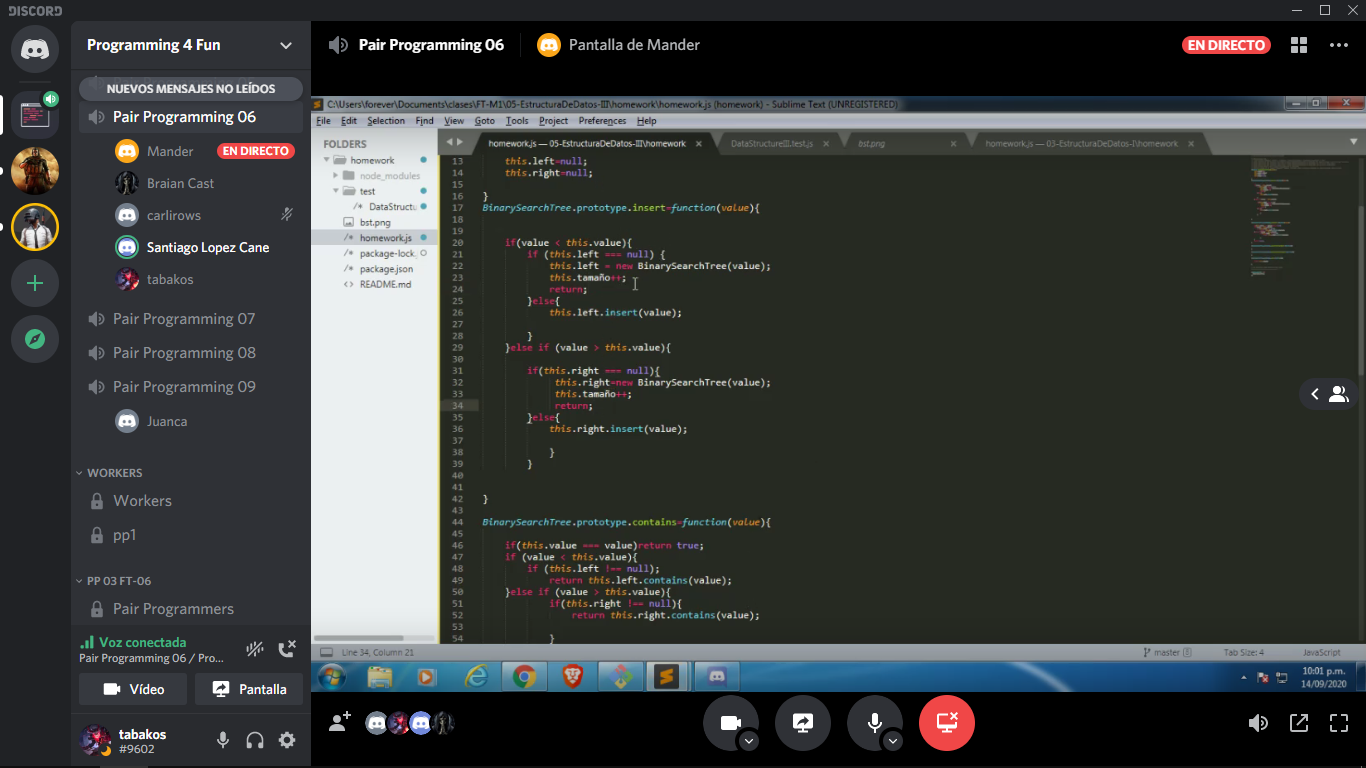 DISCORD
Programming 4 Fun
NUEVOS MENSAJES NO LEÍDOS
Pair Programming 06
Mander EN DIRECTO
Braian Cast
carlirows
Santiago Lopez Cane
tabakos
Pair Programming 07
Pair Programming 08
Pair Programming 09
Juanca
WORKERS
Workers
pp1
PP 03 FT-06
Pair Programmers
Voz conectada
Pair Programming 06 / Pro...
Vídeo Pantalla
tabakos
#9602
Pair Programming 06 Pantalla de Mander EN DIRECTO
C:\Users\forever\Documents\clases\FT-M1\05-EstructuraDeDatos-III\homework\homework.js (homework) - Sublime Text (UNREGISTERED)
File Edit Selection Find View Goto Tools Project Preferences Help
FOLDERS
homework
node_modules
test
/* DataStructu
bst.png
/* homework.js
/* package-lock.
/* package.json
<> README.md
homework.js — 05-EstructuraDeDatos-III\homework × DataStructureIII.test.js × bst.png × homework.js — 03-EstructuraDeDatos-I\homework ×
13 this.left=null;
14 this.right=null;
15
16 }
17 BinarySearchTree.prototype.insert=function(value){
18
19
20 if(value < this.value){
21 if (this.left === null) {
22 this.left = new BinarySearchTree(value);
23 this.tamaño++;
24 return;
25 }else{
26 this.left.insert(value);
27
28 }
29 }else if (value > this.value){
30
31 if(this.right === null){
32 this.right=new BinarySearchTree(value);
33 this.tamaño++;
34 return;
35 }else{
36 this.right.insert(value);
37
38 }
39 }
40
41
42 }
43
44 BinarySearchTree.prototype.contains=function(value){
45
46 if(this.value === value)return true;
47 if (value < this.value){
48 if (this.left !== null);
49 return this.left.contains(value);
50 }else if (value > this.value){
51 if(this.right !== null){
52 return this.right.contains(value);
53
54 }
Line 34, Column 21 master 8 Tab Size: 4 JavaScript
10:01 p.m.
14/09/2020